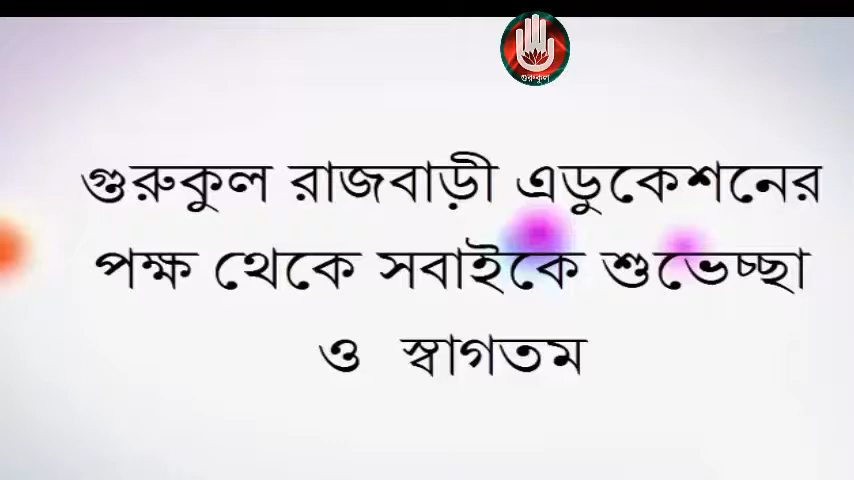 গুরুকুল
গুরুকুল রাজবাড়ী এডুকেশনের
পক্ষ থেকে সবাইকে শুভেচ্ছা
ও স্বাগতম